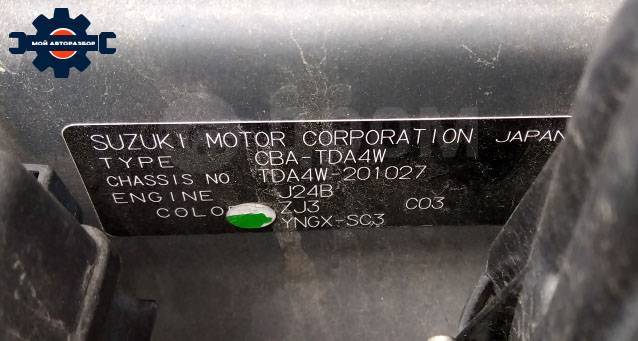 МОЙ АВТОРАЗБОР
SUZUKI MOTOR CORPORATION JAPAN
TYPE CBA-TDA4W
CHASSIS NO. TDA4W-201027
ENGINE J24B
COLO ZJ3 C03
YNGX-SC3